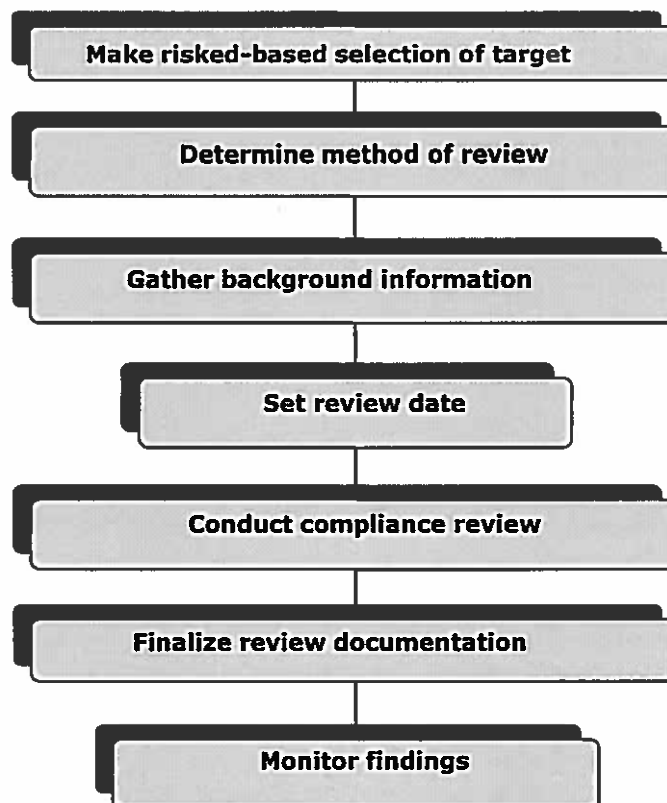 Make risked-based selection of target
Determine method of review
Gather background information
Set review date
Conduct compliance review
Finalize review documentation
Monitor findings